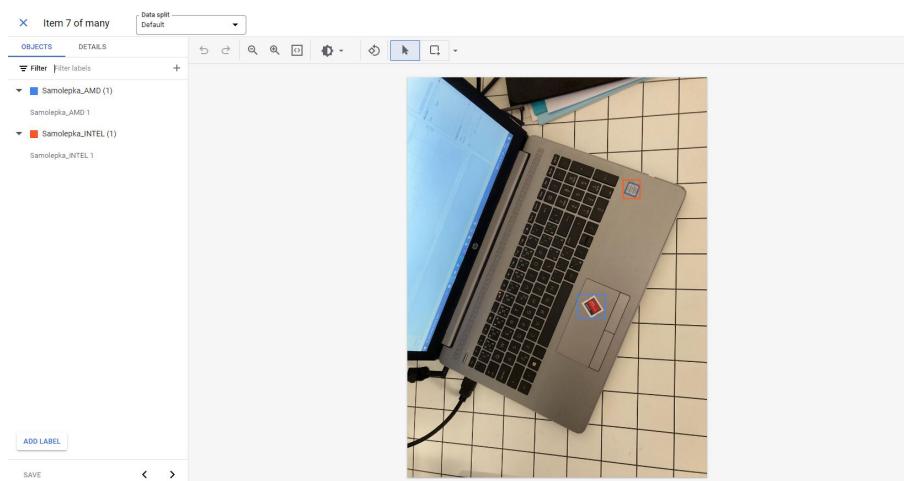 Item 7 of many
Data split
Default
OBJECTS
DETAILS
Filter
Filter labels
Samolepka_AMD (1)
Samolepka_AMD 1
Samolepka_INTEL (1)
Samolepka_INTEL 1
ADD LABEL
SAVE